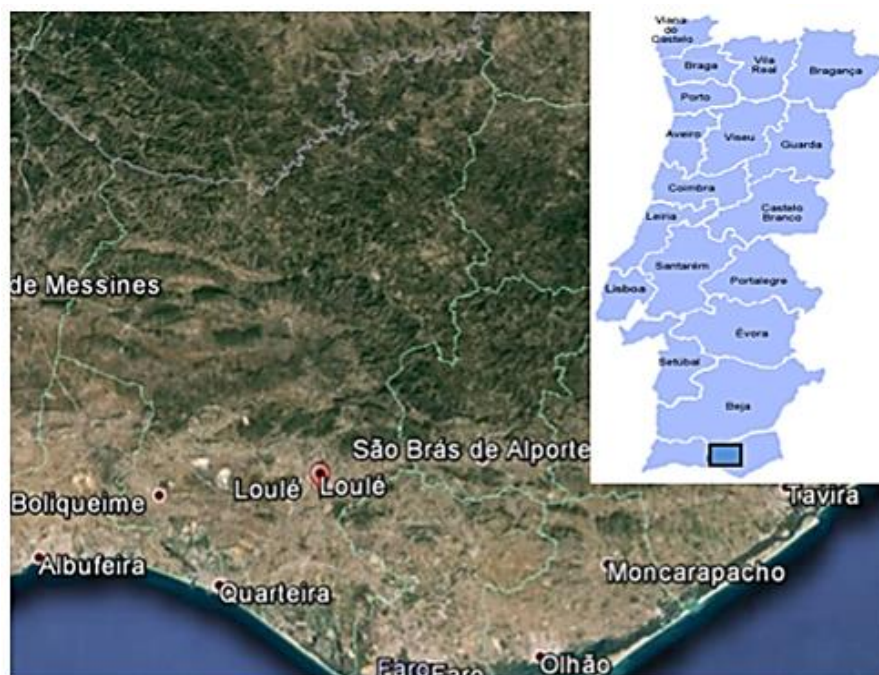 Viana
do
Castelo
Braga
Vila
Real
Bragança
Porto
Aveiro
Viseu
Guarda
Coimbra
Castelo
Branco
Leiria
Santarém
Lisboa
Portalegre
Évora
Setúbal
Beja
de Messines
São Brás de Alporte
Loulé
Loulé
Boliqueime
Tavira
Albufeira
Quarteira
Moncarapacho
Faro
Faro
Olhão